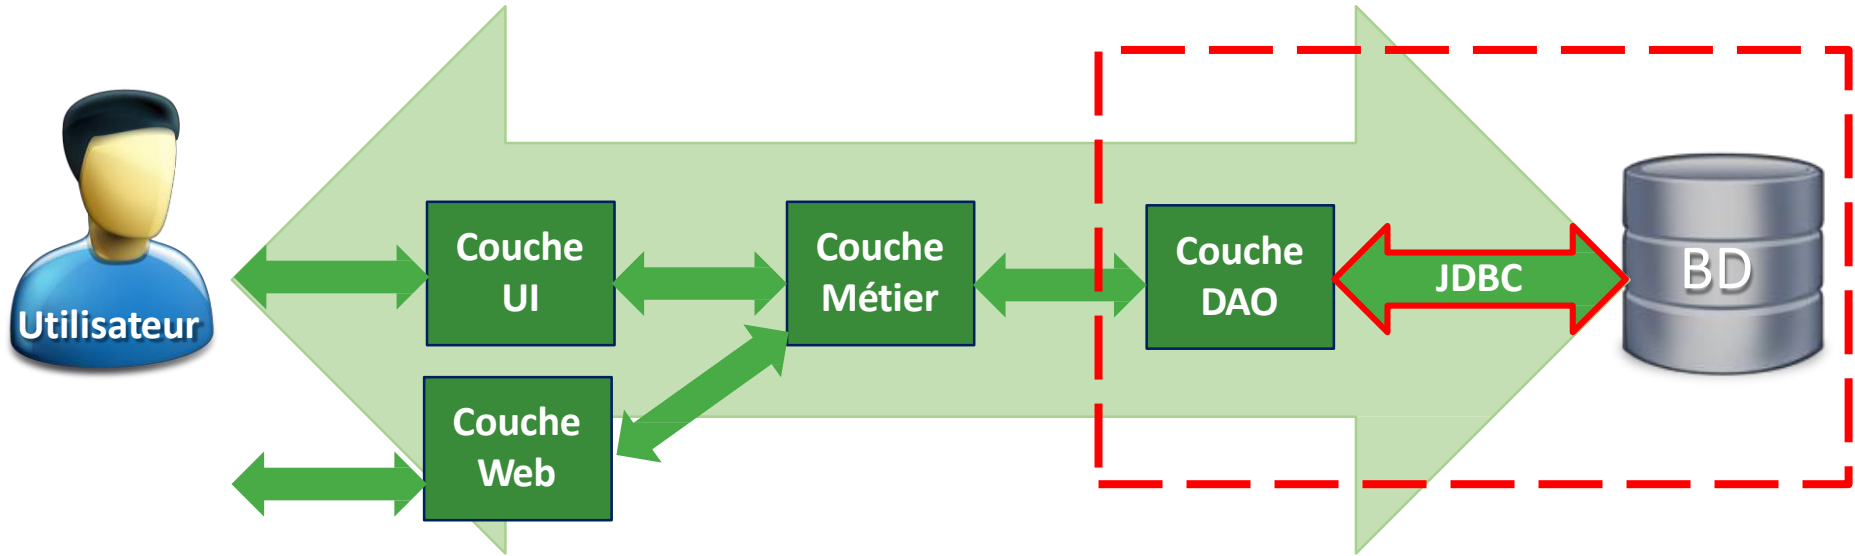 Utilisateur
Couche
UI
Couche
Métier
Couche
DAO
JDBC
BD
Couche
Web